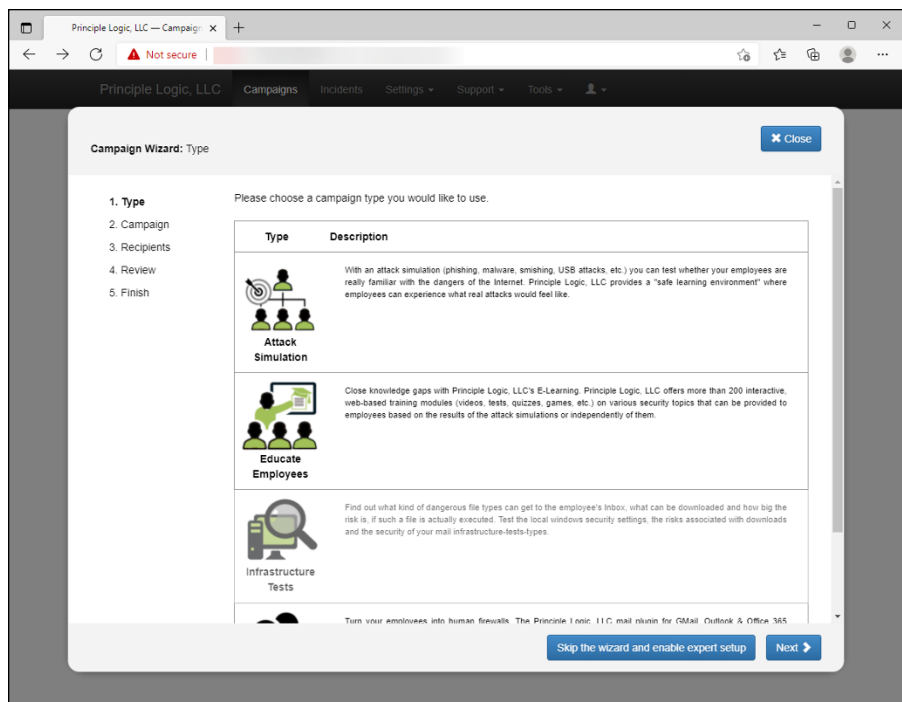 Principle Logic, LLC — Campaign
Not secure
Principle Logic, LLC Campaigns Incidents Settings Support Tools
Campaign Wizard: Type
Close
1. Type
2. Campaign
3. Recipients
4. Review
5. Finish
Please choose a campaign type you would like to use.
Type Description
With an attack simulation (phishing, malware, smishing, USB attacks, etc.) you can test whether your employees are
really familiar with the dangers of the Internet. Principle Logic, LLC provides a "safe learning environment" where
employees can experience what real attacks would feel like.
Attack
Simulation
Close knowledge gaps with Principle Logic, LLC's E-Learning. Principle Logic, LLC offers more than 200 interactive,
web-based training modules (videos, tests, quizzes, games, etc.) on various security topics that can be provided to
employees based on the results of the attack simulations or independently of them.
Educate
Employees
Find out what kind of dangerous file types can get to the employee's Inbox, what can be downloaded and how big the
risk is, if such a file is actually executed. Test the local windows security settings, the risks associated with downloads
and the security of your mail infrastructure-tests-types.
Infrastructure
Tests
Turn your employees into human firewalls. The Principle Logic, LLC mail plugin for GMail, Outlook & Office 365
Skip the wizard and enable expert setup
Next